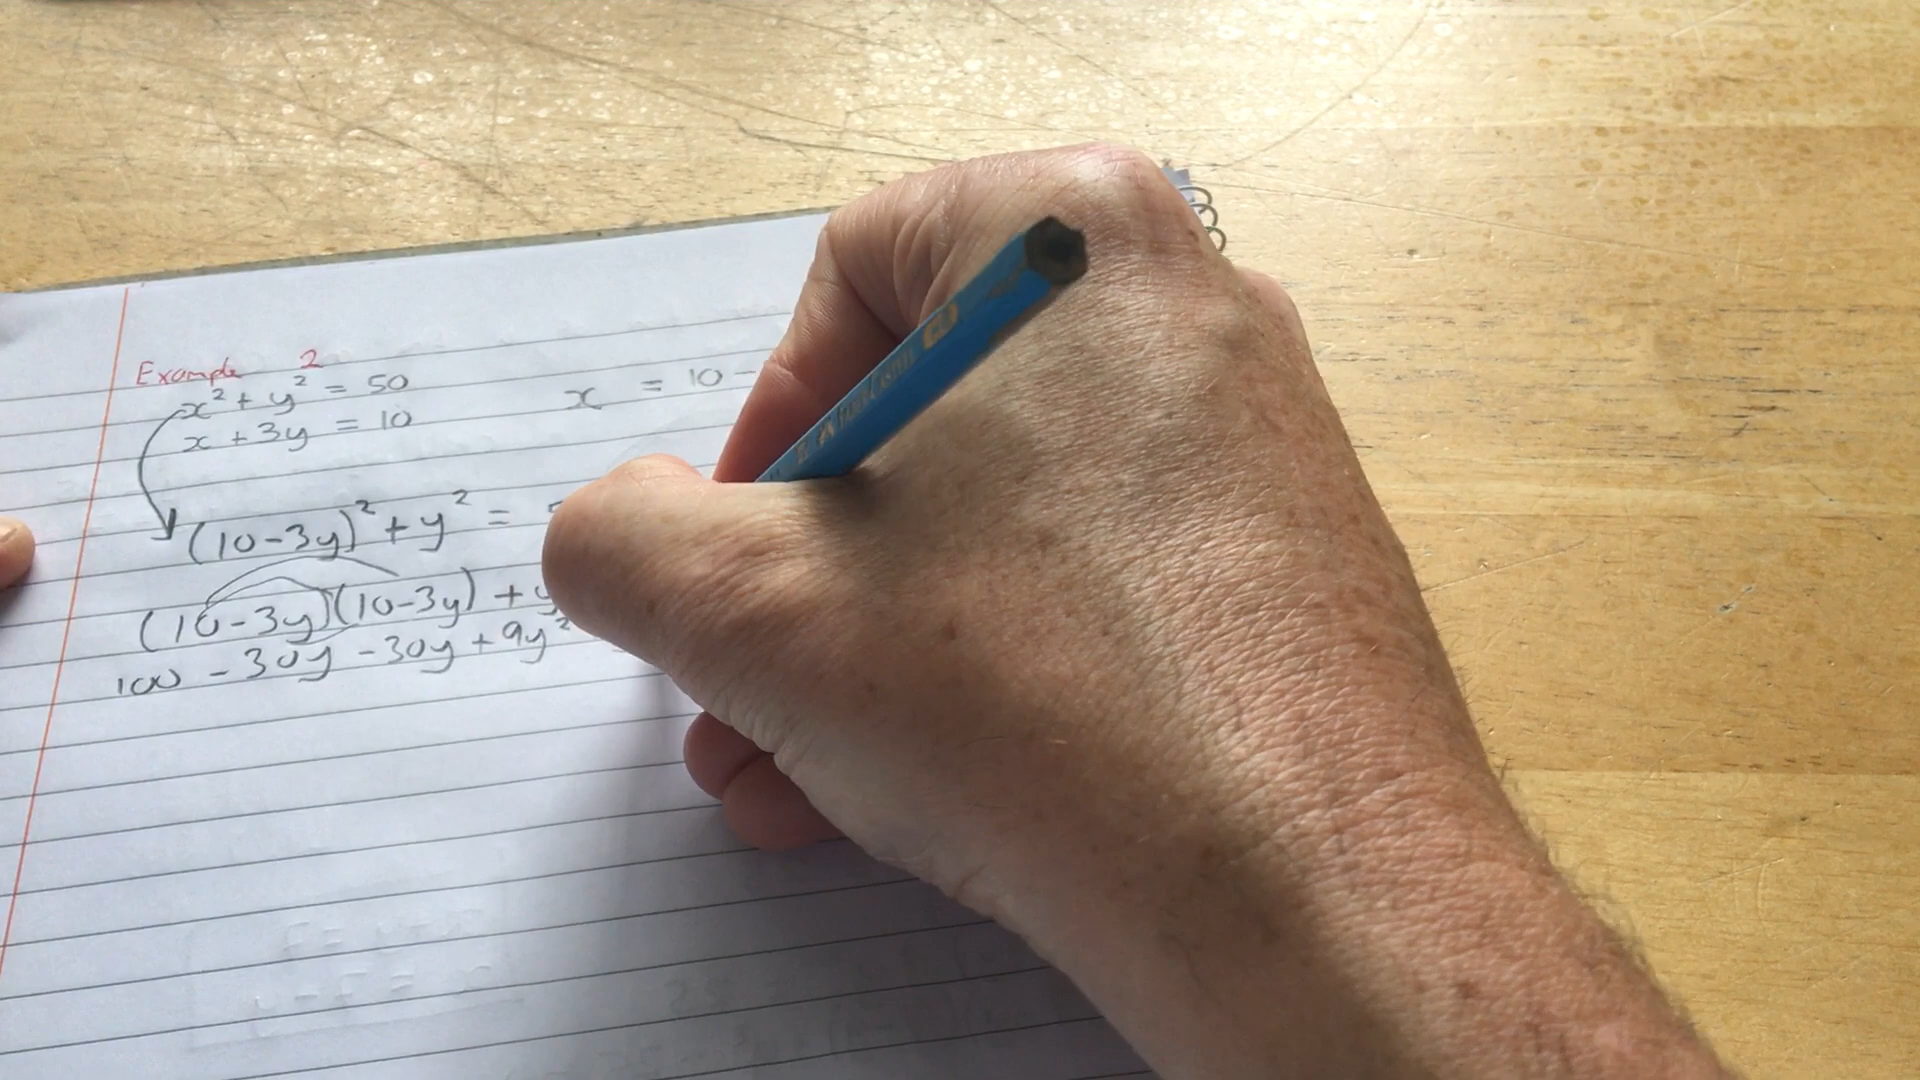 Example 2
x² + y² = 50
x = 10 -
x + 3y = 10
(10-3y)² + y² =
(10-3y)(10-3y) + y
100 - 30y - 30y + 9y²